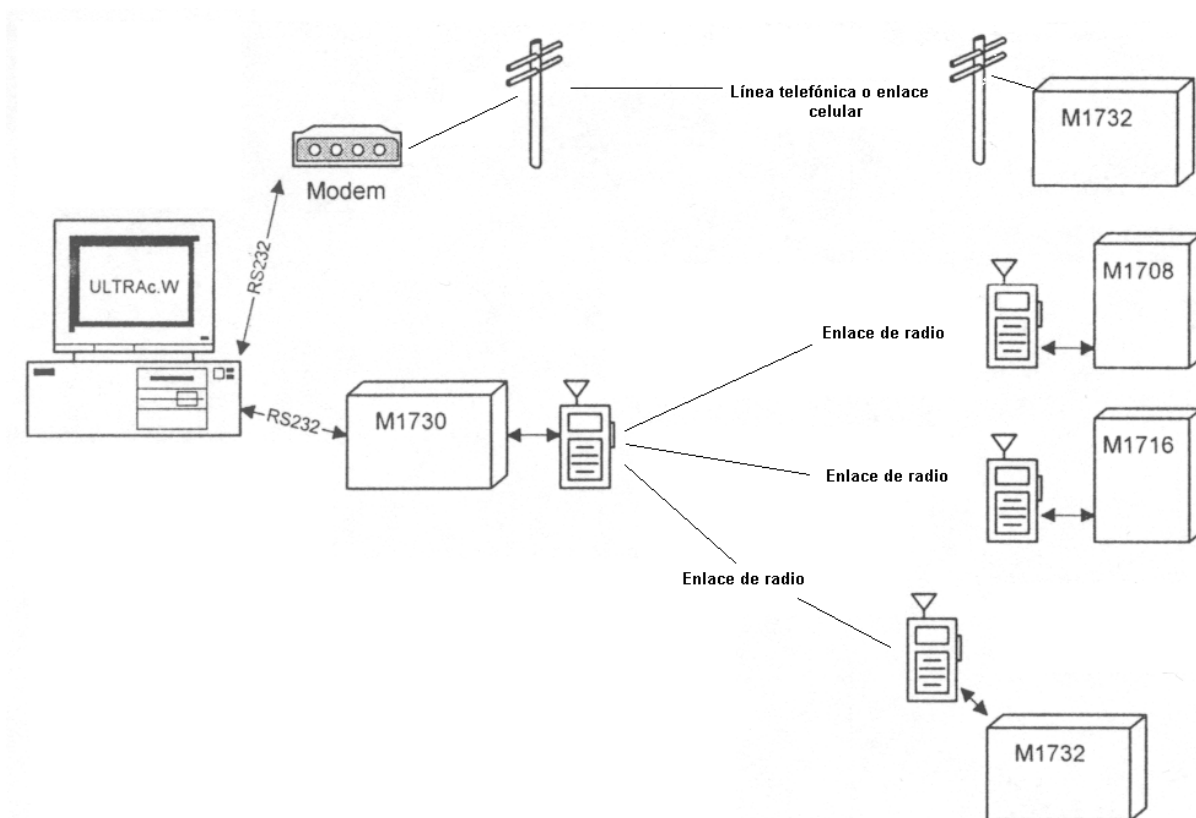 Línea telefónica o enlace
celular
M1732
Modem
RS232
ULTRAc.W
M1708
Enlace de radio
RS232
M1730
M1716
Enlace de radio
Enlace de radio
M1732